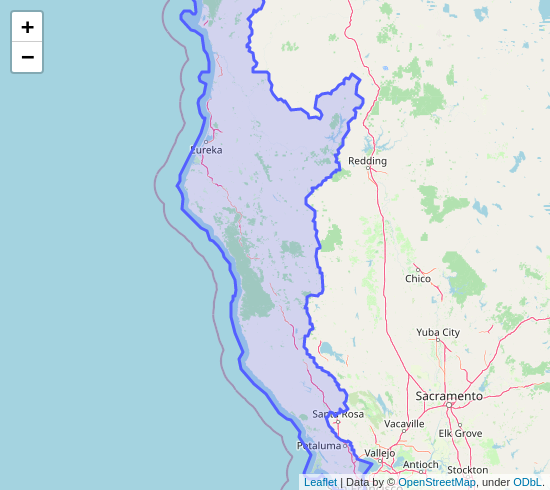 +
−
Eureka
Redding
Chico
Yuba City
Sacramento
Santa Rosa
Vacaville
Elk Grove
Petaluma
Vallejo
Antioch
Stockton
Leaflet | Data by © OpenStreetMap, under ODbL.